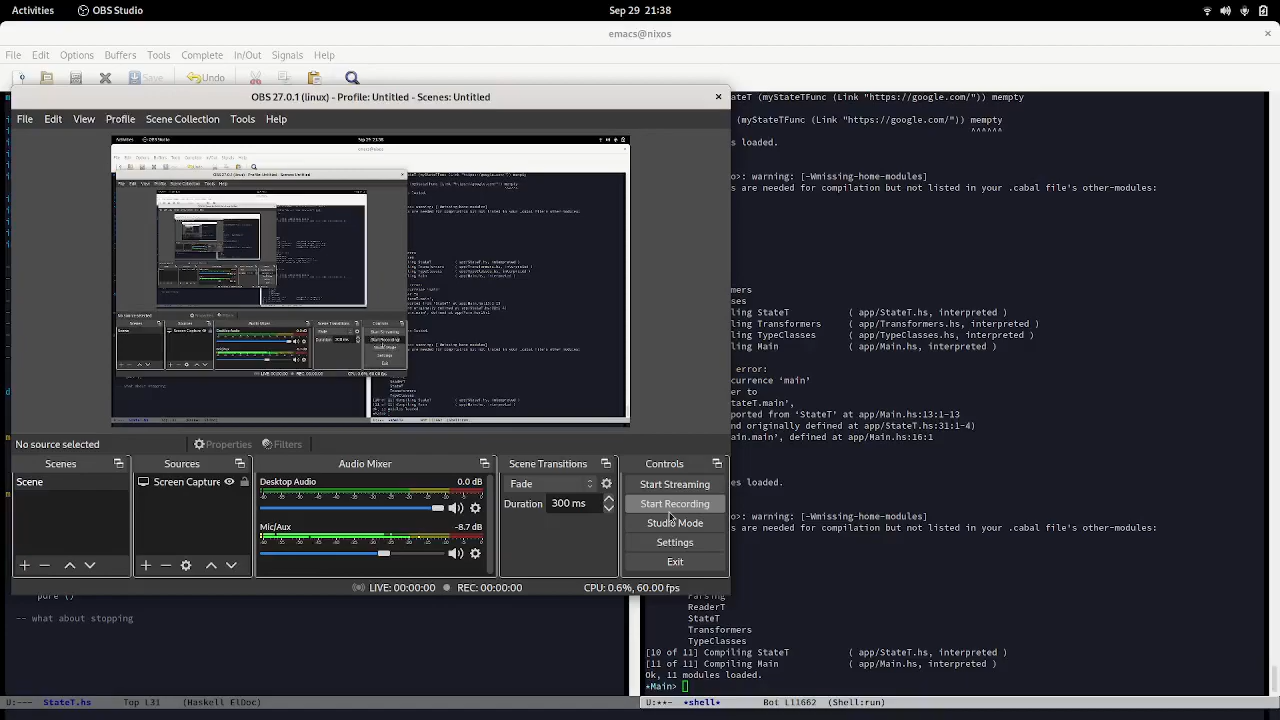 Activities OBS Studio Sep 29 21:38
emacs@nixos
File Edit Options Buffers Tools Complete In/Out Signals Help
Save Undo
OBS 27.0.1 (linux) - Profile: Untitled - Scenes: Untitled
File Edit View Profile Scene Collection Tools Help
No source selected Properties Filters
Scenes
Scene
Sources
Screen Capture
Audio Mixer
Desktop Audio 0.0 dB
Mic/Aux -8.7 dB
Scene Transitions
Fade
Duration 300 ms
Controls
Start Streaming
Start Recording
Studio Mode
Settings
Exit
LIVE: 00:00:00 REC: 00:00:00 CPU: 0.6%, 60.00 fps
pure ()
-- what about stopping
U:--- StateT.hs Top L31 (Haskell ElDoc)
teT (myStateTFunc (Link "https://google.com/")) mempty
(myStateTFunc (Link "https://google.com/")) mempty
^^^^^^
es loaded.
>: warning: [-Wmissing-home-modules]
es are needed for compilation but not listed in your .cabal file's other-modules:
mers
es
ling StateT ( app/StateT.hs, interpreted )
ling Transformers ( app/Transformers.hs, interpreted )
ling TypeClasses ( app/TypeClasses.hs, interpreted )
ling Main ( app/Main.hs, interpreted )
error:
currence ‘main’
er to
tateT.main’,
ported from ‘StateT’ at app/Main.hs:13:1-13
nd originally defined at app/StateT.hs:31:1-4)
ain.main’, defined at app/Main.hs:16:1
es loaded.
>: warning: [-Wmissing-home-modules]
es are needed for compilation but not listed in your .cabal file's other-modules:
Parsing
ReaderT
StateT
Transformers
TypeClasses
[10 of 11] Compiling StateT ( app/StateT.hs, interpreted )
[11 of 11] Compiling Main ( app/Main.hs, interpreted )
Ok, 11 modules loaded.
*Main>
U:**- *shell* Bot L11662 (Shell:run)